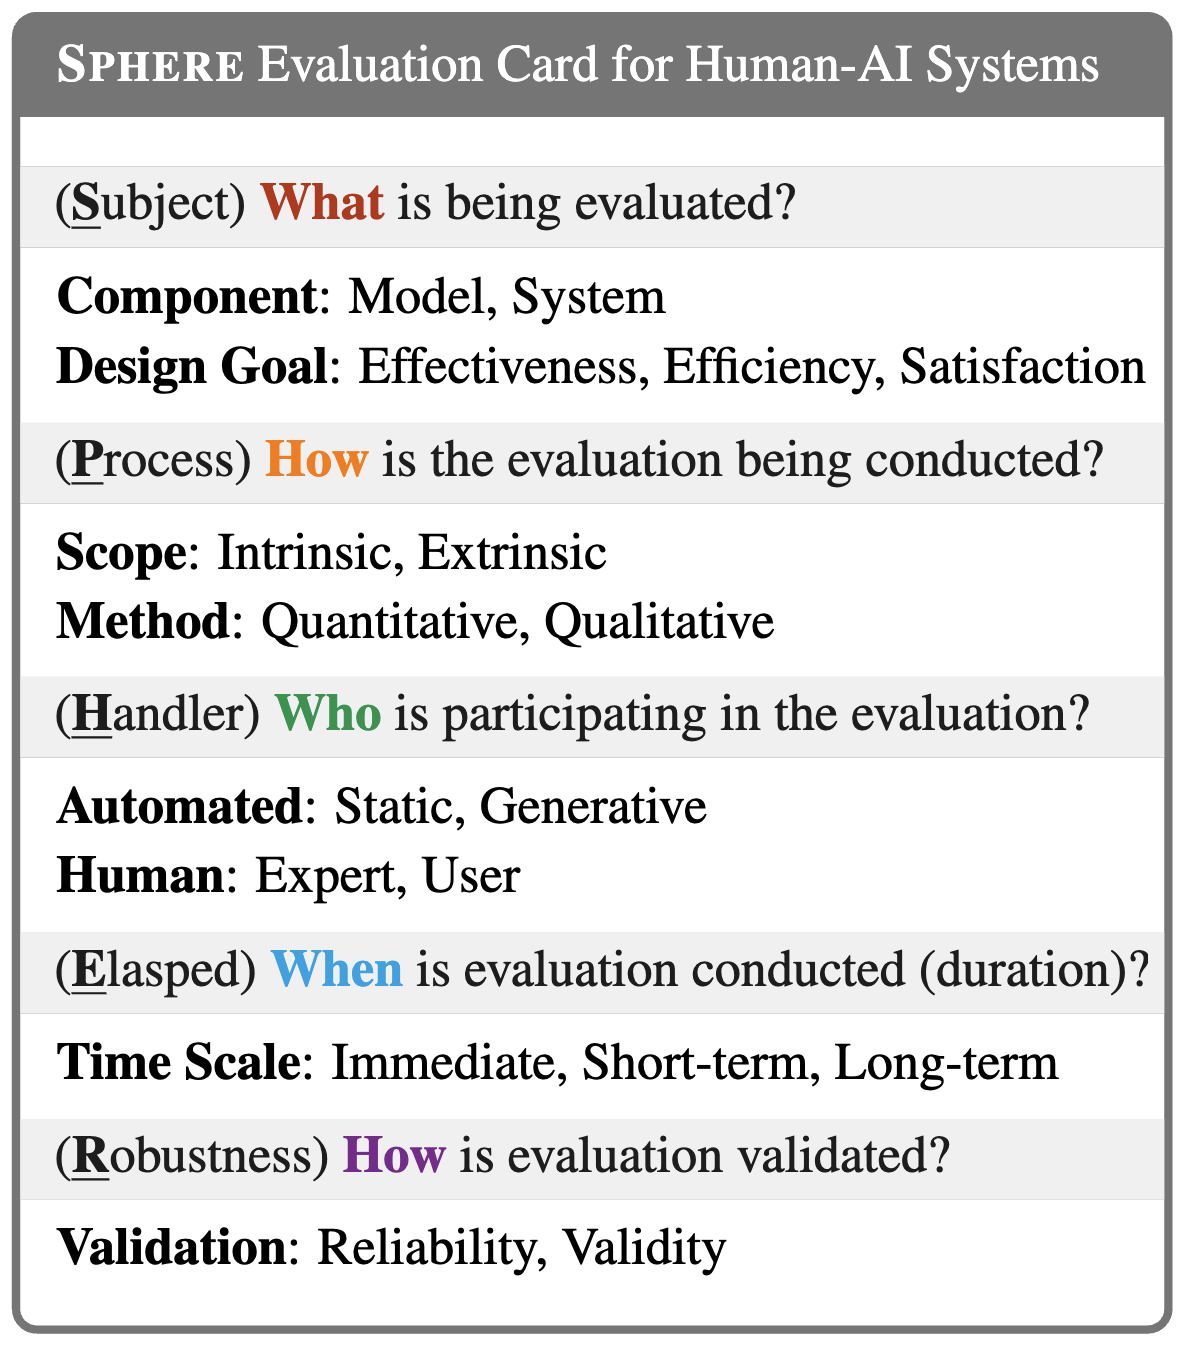 SPHERE Evaluation Card for Human-AI Systems
(Subject) What is being evaluated?
Component: Model, System
Design Goal: Effectiveness, Efficiency, Satisfaction
(Process) How is the evaluation being conducted?
Scope: Intrinsic, Extrinsic
Method: Quantitative, Qualitative
(Handler) Who is participating in the evaluation?
Automated: Static, Generative
Human: Expert, User
(Elasped) When is evaluation conducted (duration)?
Time Scale: Immediate, Short-term, Long-term
(Robustness) How is evaluation validated?
Validation: Reliability, Validity